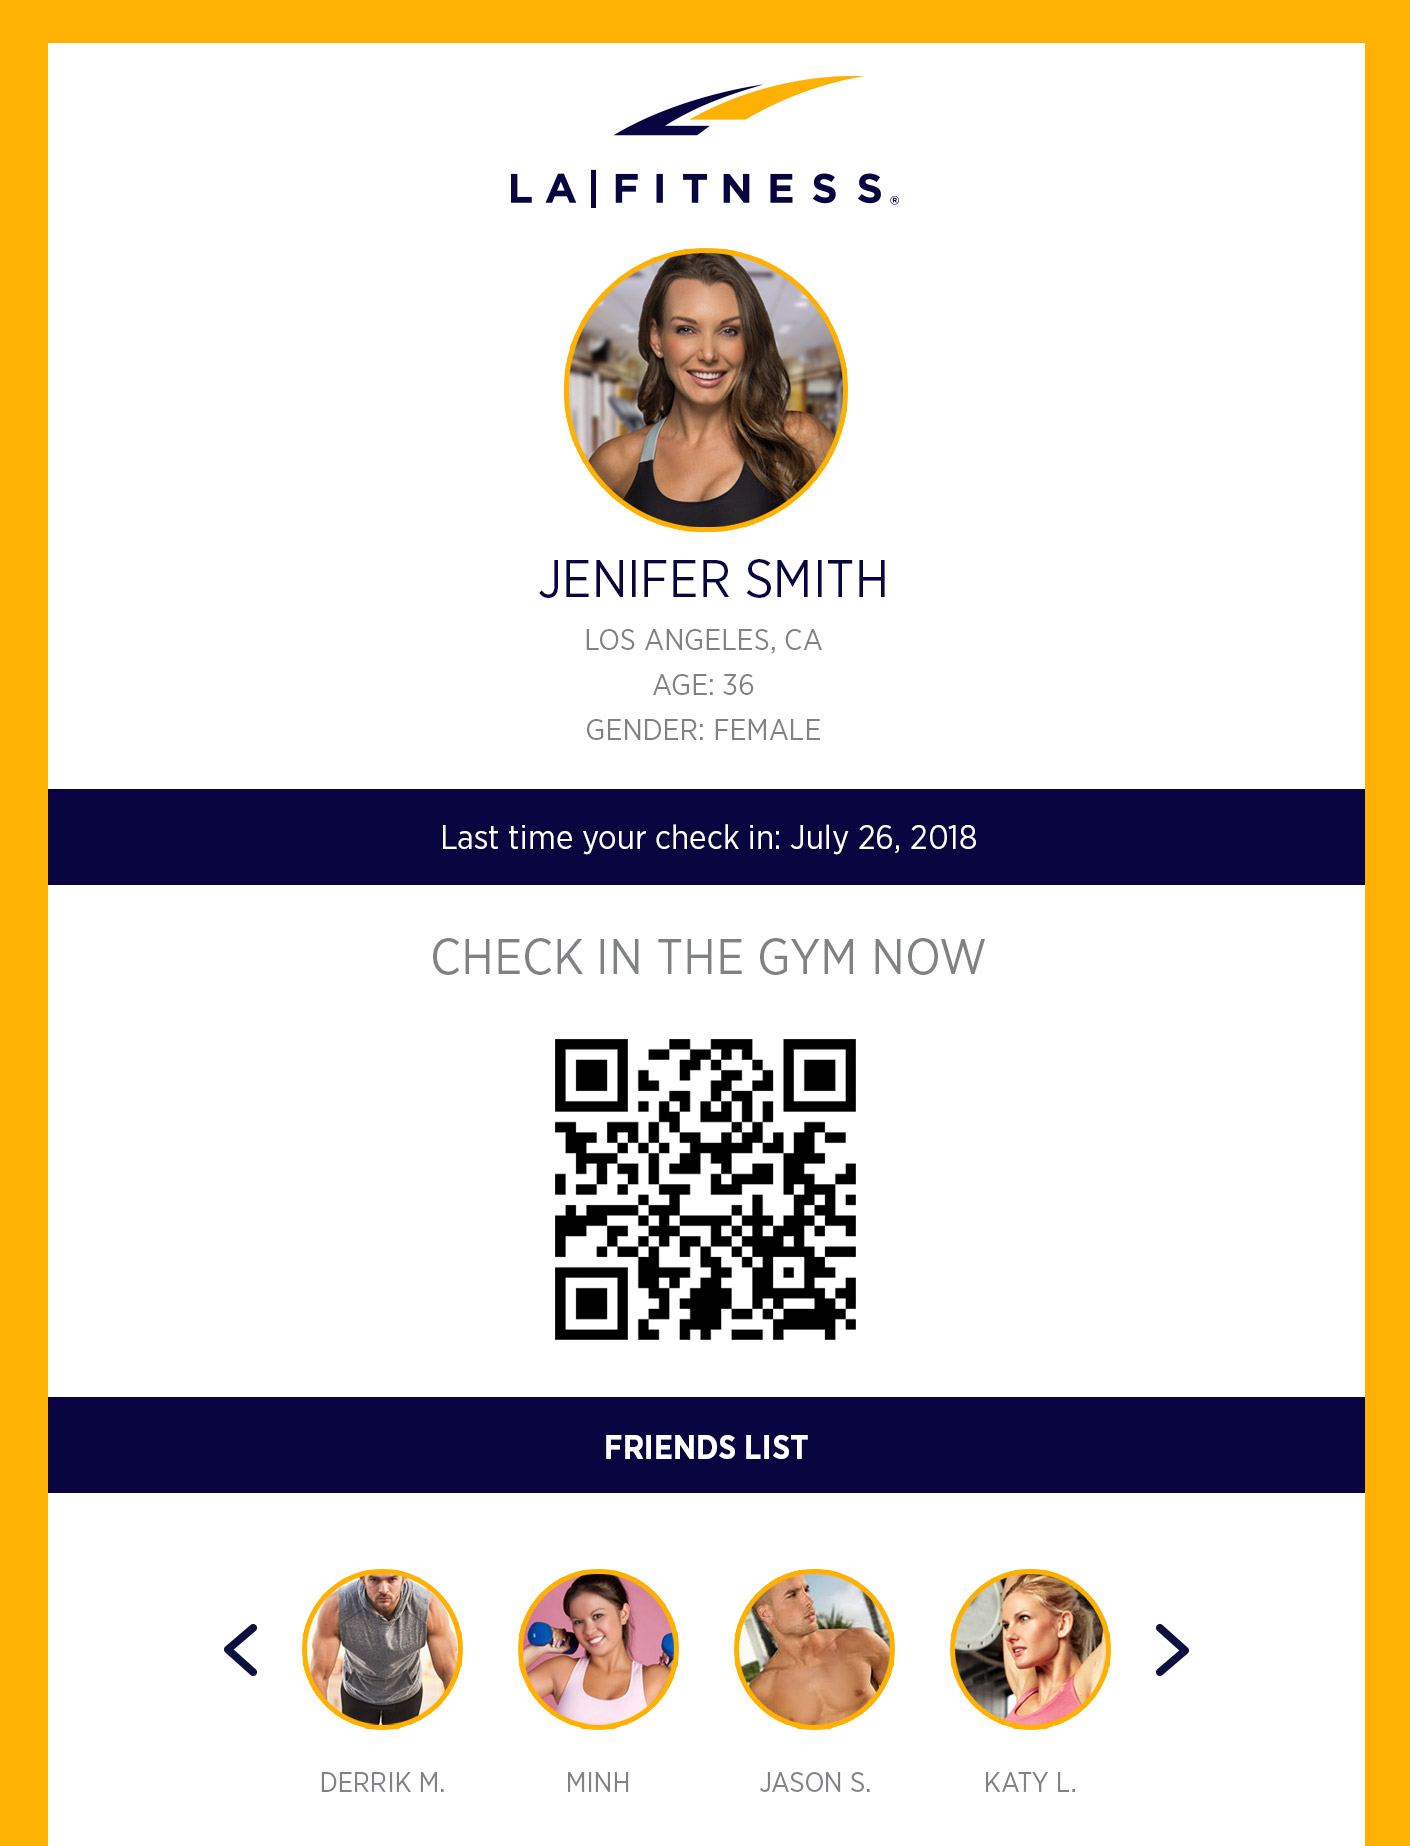 LA|FITNESS®
JENIFER SMITH
LOS ANGELES, CA
AGE: 36
GENDER: FEMALE
Last time your check in: July 26, 2018
CHECK IN THE GYM NOW
FRIENDS LIST
DERRIK M. MINH JASON S. KATY L.